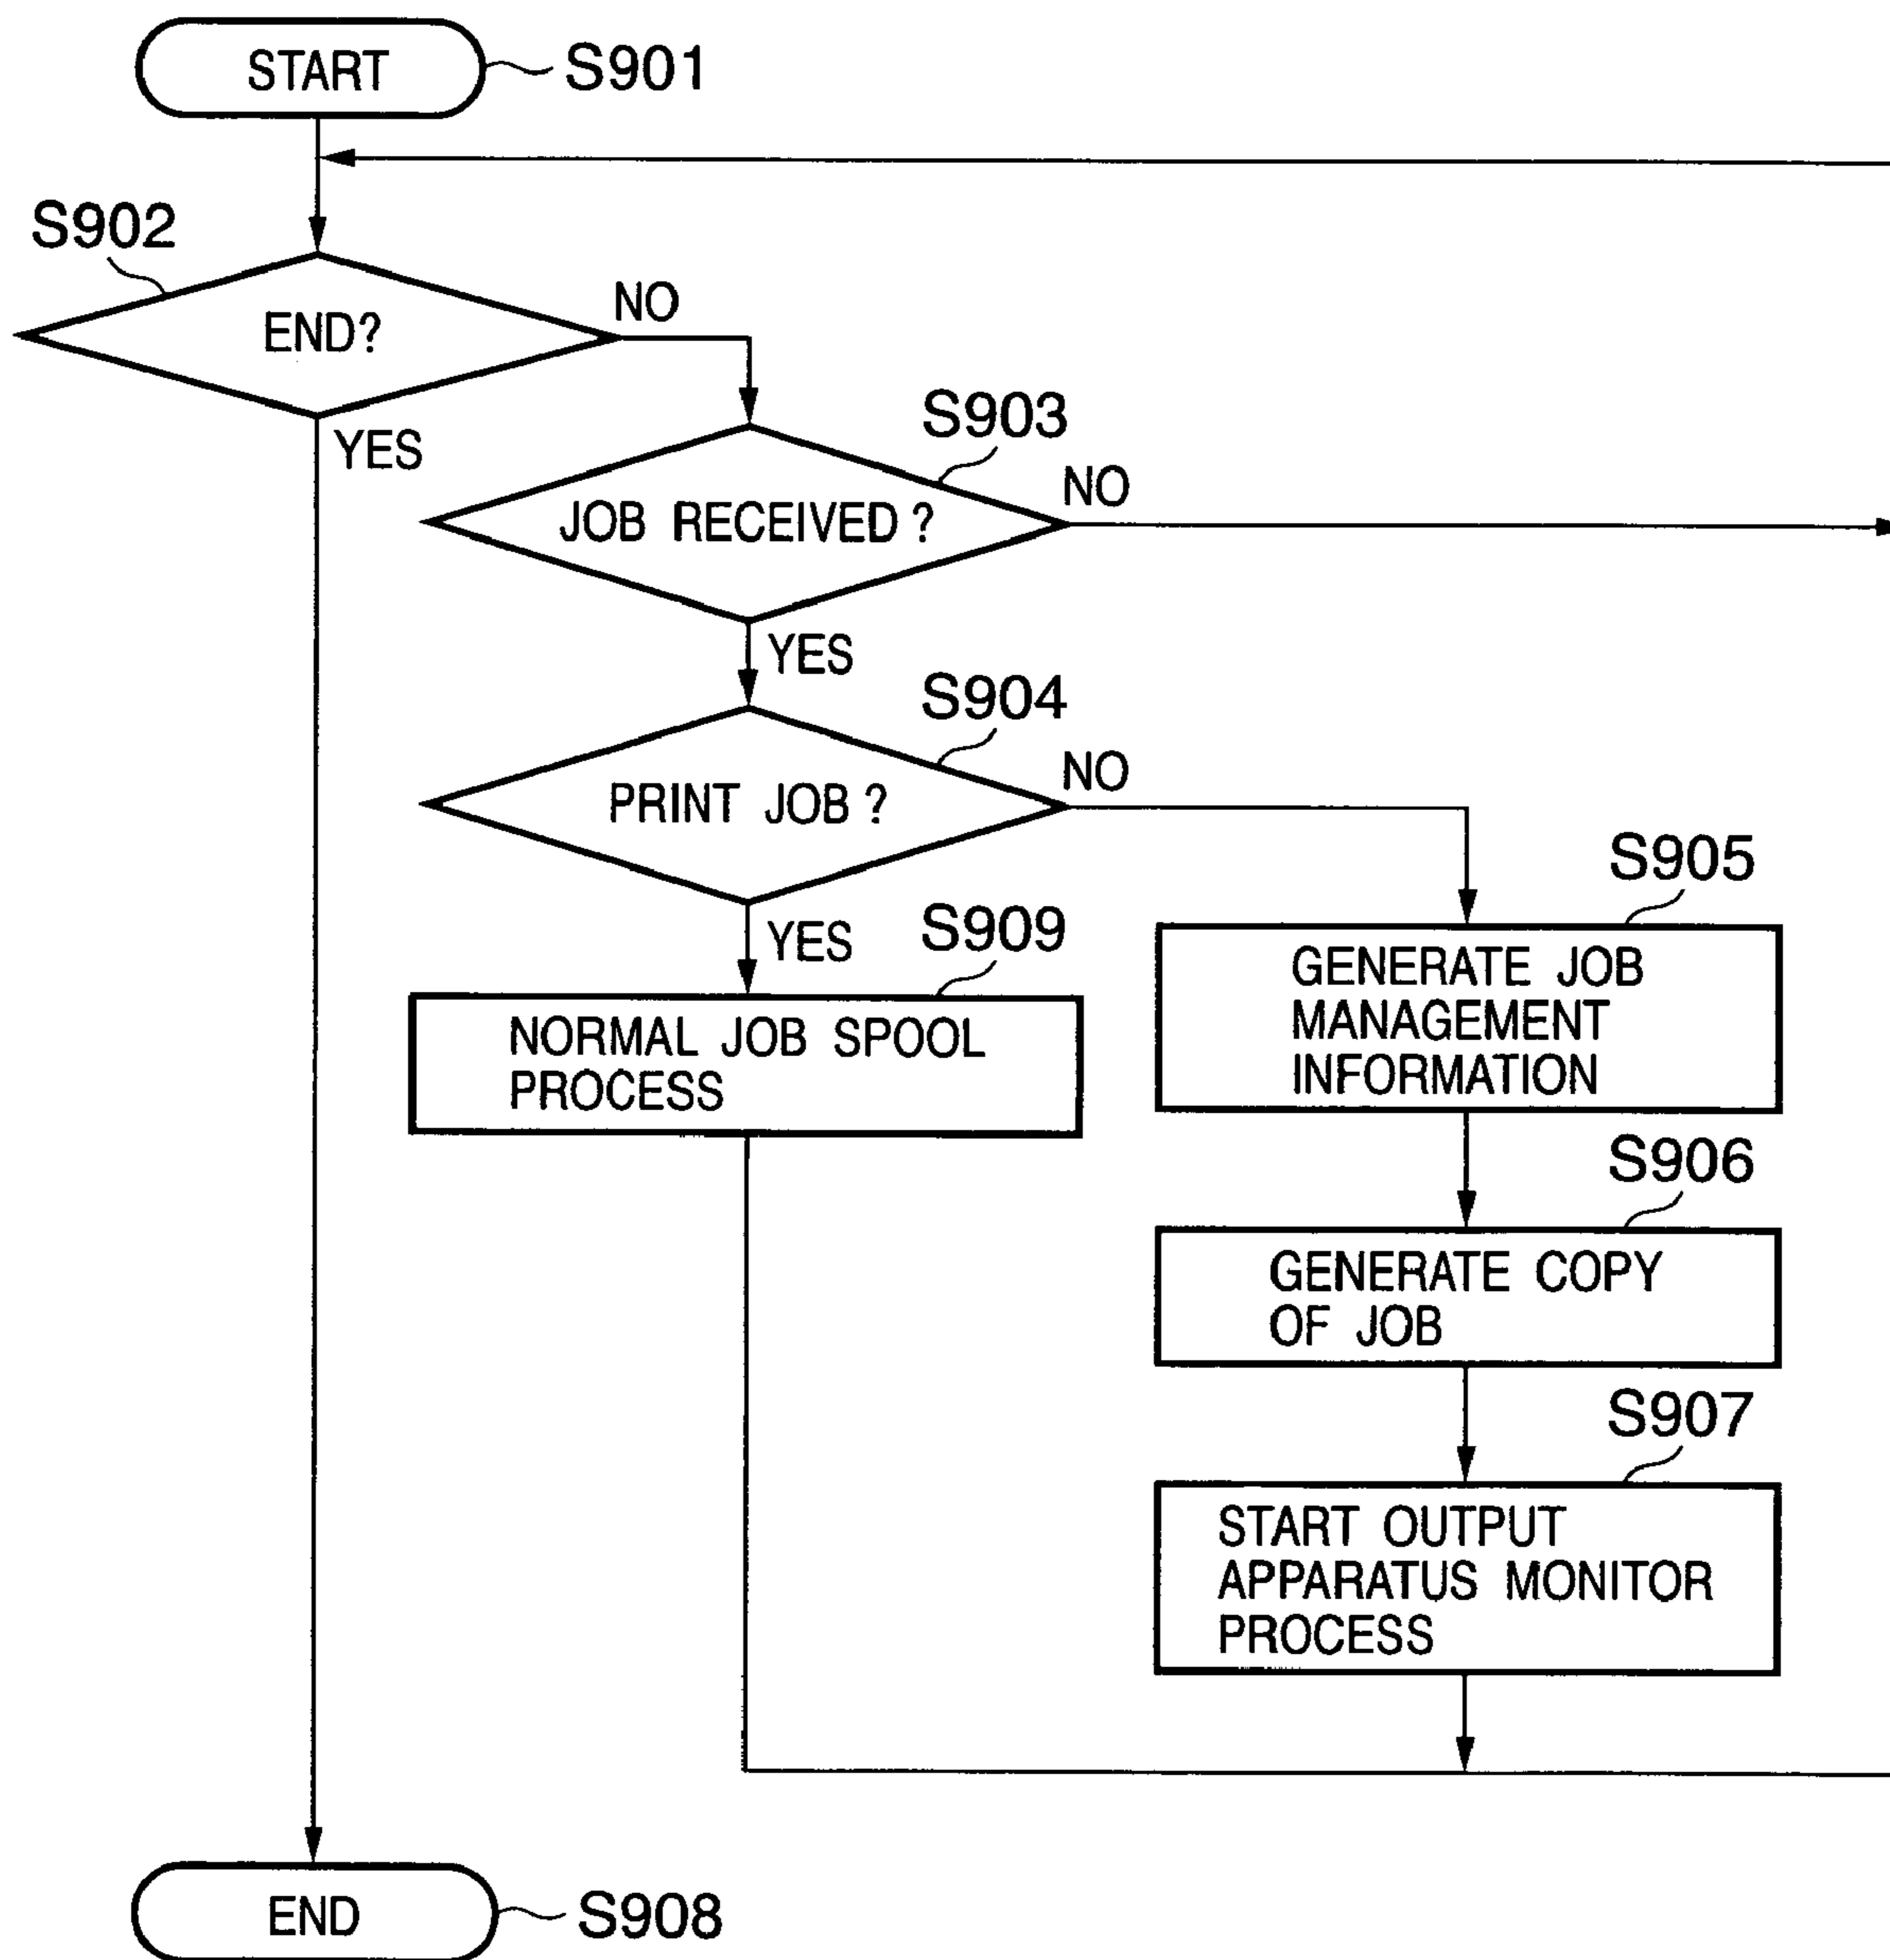 START
S901
S902
END?
NO
YES
S903
JOB RECEIVED?
NO
YES
S904
PRINT JOB?
NO
YES
S905
GENERATE JOB
MANAGEMENT
INFORMATION
S909
NORMAL JOB SPOOL
PROCESS
S906
GENERATE COPY
OF JOB
S907
START OUTPUT
APPARATUS MONITOR
PROCESS
END
S908